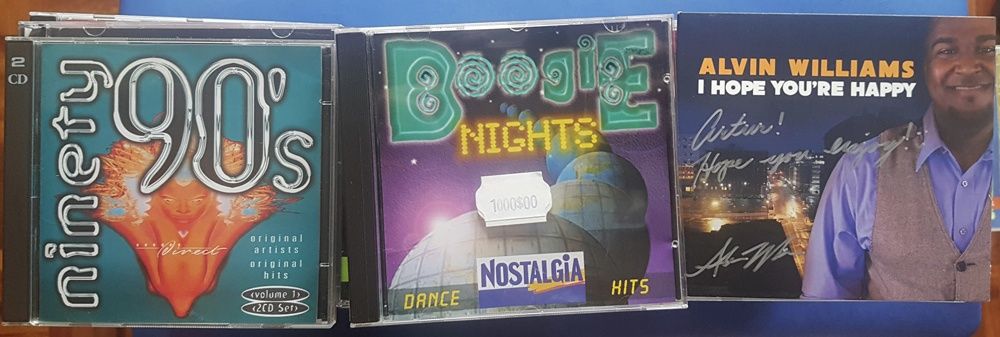 2
CD
ninety
90's
direct
original
artists
original
hits
<volume 1>
<2CD Set>
BoogiE
NIGHTS
1000$00
NOSTALGiA
DANCE HITS
ALVIN WILLIAMS
I HOPE YOU'RE HAPPY
Artur!
Hope you enjoy!